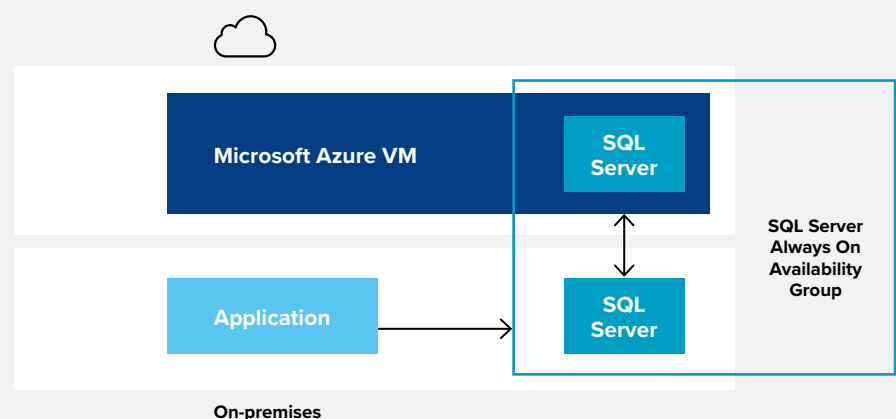 Microsoft Azure VM
SQL
Server
SQL Server
Always On
Availability
Group
Application
SQL
Server
On-premises